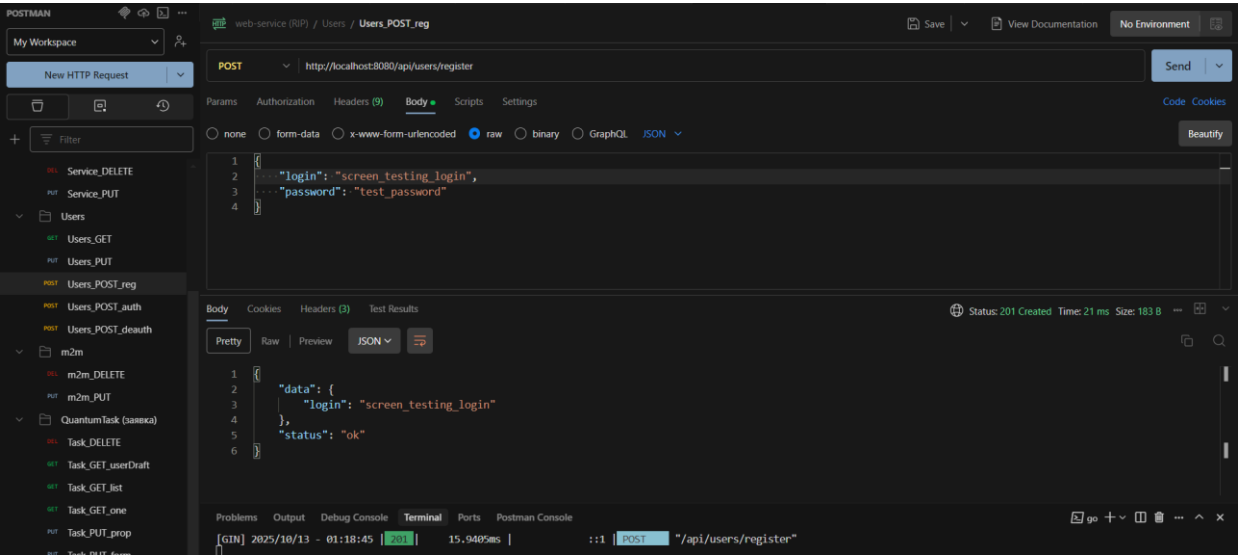 POSTMAN
My Workspace
New HTTP Request
Filter
DEL Service_DELETE
PUT Service_PUT
Users
GET Users_GET
PUT Users_PUT
POST Users_POST_reg
POST Users_POST_auth
POST Users_POST_deauth
m2m
DEL m2m_DELETE
PUT m2m_PUT
QuantumTask (заявка)
DEL Task_DELETE
GET Task_GET_userDraft
GET Task_GET_list
GET Task_GET_one
PUT Task_PUT_prop
PUT Task_PUT_form
HTTP web-service (RIP) / Users / Users_POST_reg
Save View Documentation No Environment
POST http://localhost:8080/api/users/register Send
Params Authorization Headers (9) Body Scripts Settings Code Cookies
none form-data x-www-form-urlencoded raw binary GraphQL JSON Beautify
1 {
2 "login": "screen_testing_login",
3 "password": "test_password"
4 }
Body Cookies Headers (3) Test Results Status: 201 Created Time: 21 ms Size: 183 B
Pretty Raw Preview JSON
1 {
2 "data": {
3 "login": "screen_testing_login"
4 },
5 "status": "ok"
6 }
Problems Output Debug Console Terminal Ports Postman Console go
[GIN] 2025/10/13 - 01:18:45 | 201 | 15.9405ms | ::1 | POST "/api/users/register"